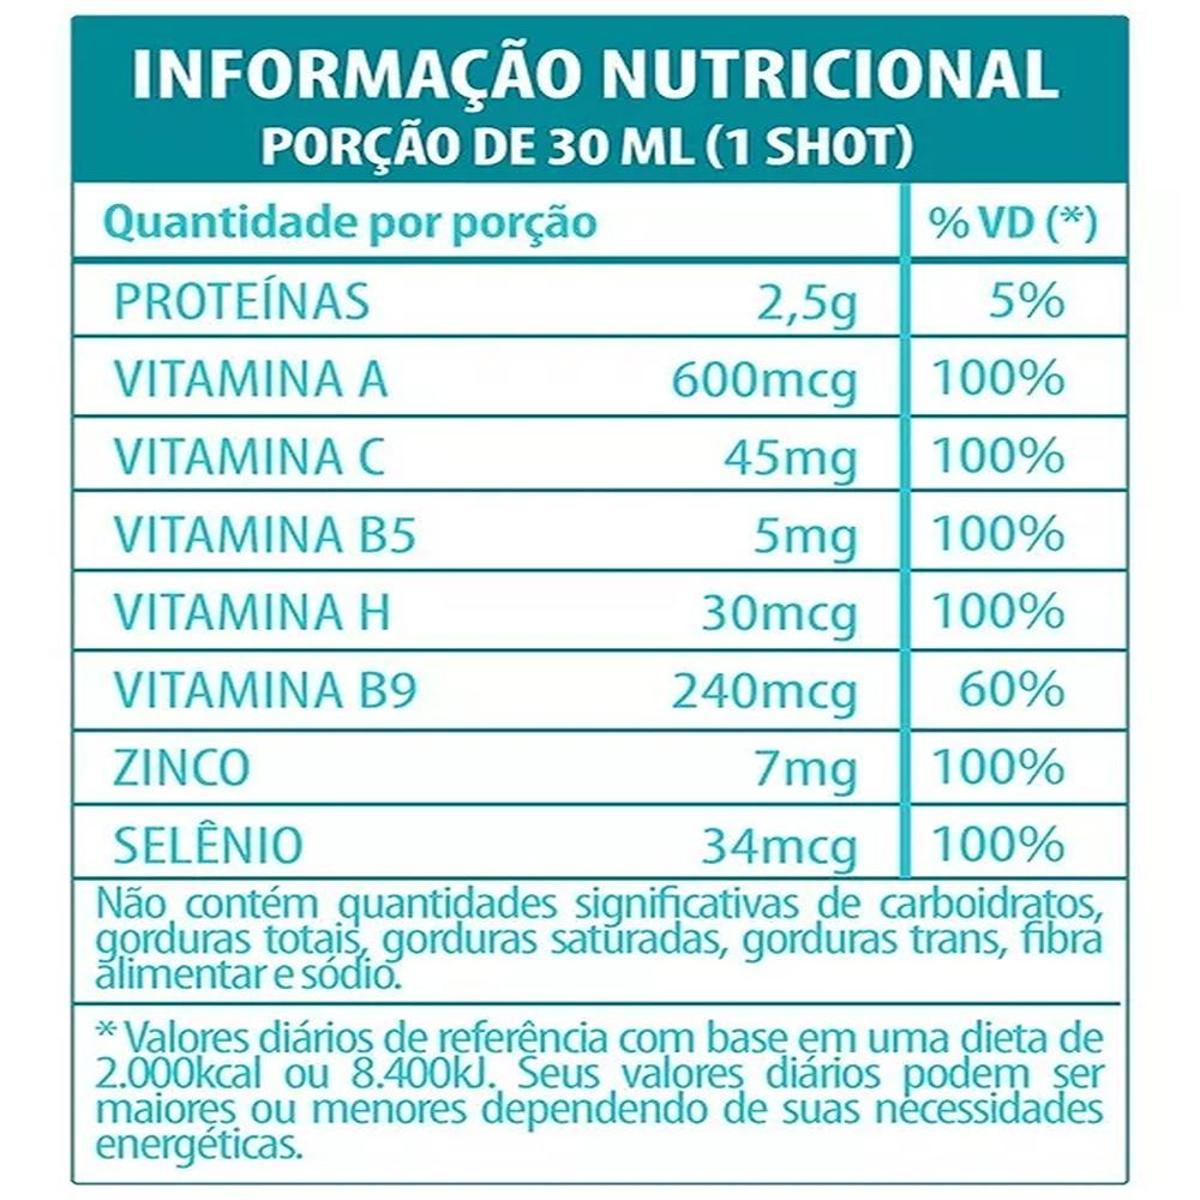 INFORMAÇÃO NUTRICIONAL
PORÇÃO DE 30 ML (1 SHOT)
Quantidade por porção % VD (*)
PROTEÍNAS 2,5g 5%
VITAMINA A 600mcg 100%
VITAMINA C 45mg 100%
VITAMINA B5 5mg 100%
VITAMINA H 30mcg 100%
VITAMINA B9 240mcg 60%
ZINCO 7mg 100%
SELÊNIO 34mcg 100%
Não contém quantidades significativas de carboidratos,
gorduras totais, gorduras saturadas, gorduras trans, fibra
alimentar e sódio.
* Valores diários de referência com base em uma dieta de
2.000kcal ou 8.400kJ. Seus valores diários podem ser
maiores ou menores dependendo de suas necessidades
energéticas.